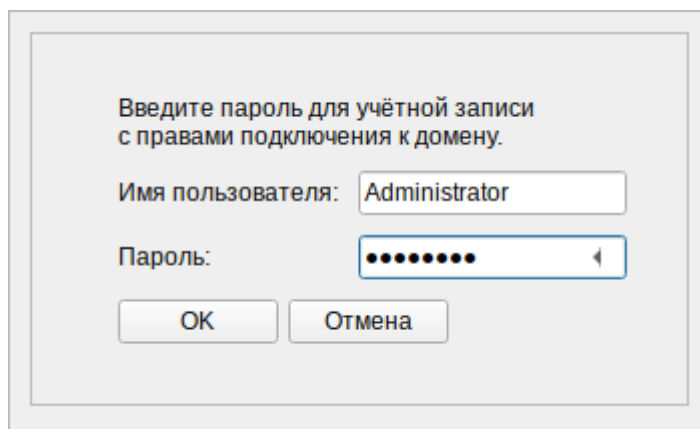 Введите пароль для учётной записи
с правами подключения к домену.
Имя пользователя: Administrator
Пароль: ●●●●●●●●
OK Отмена